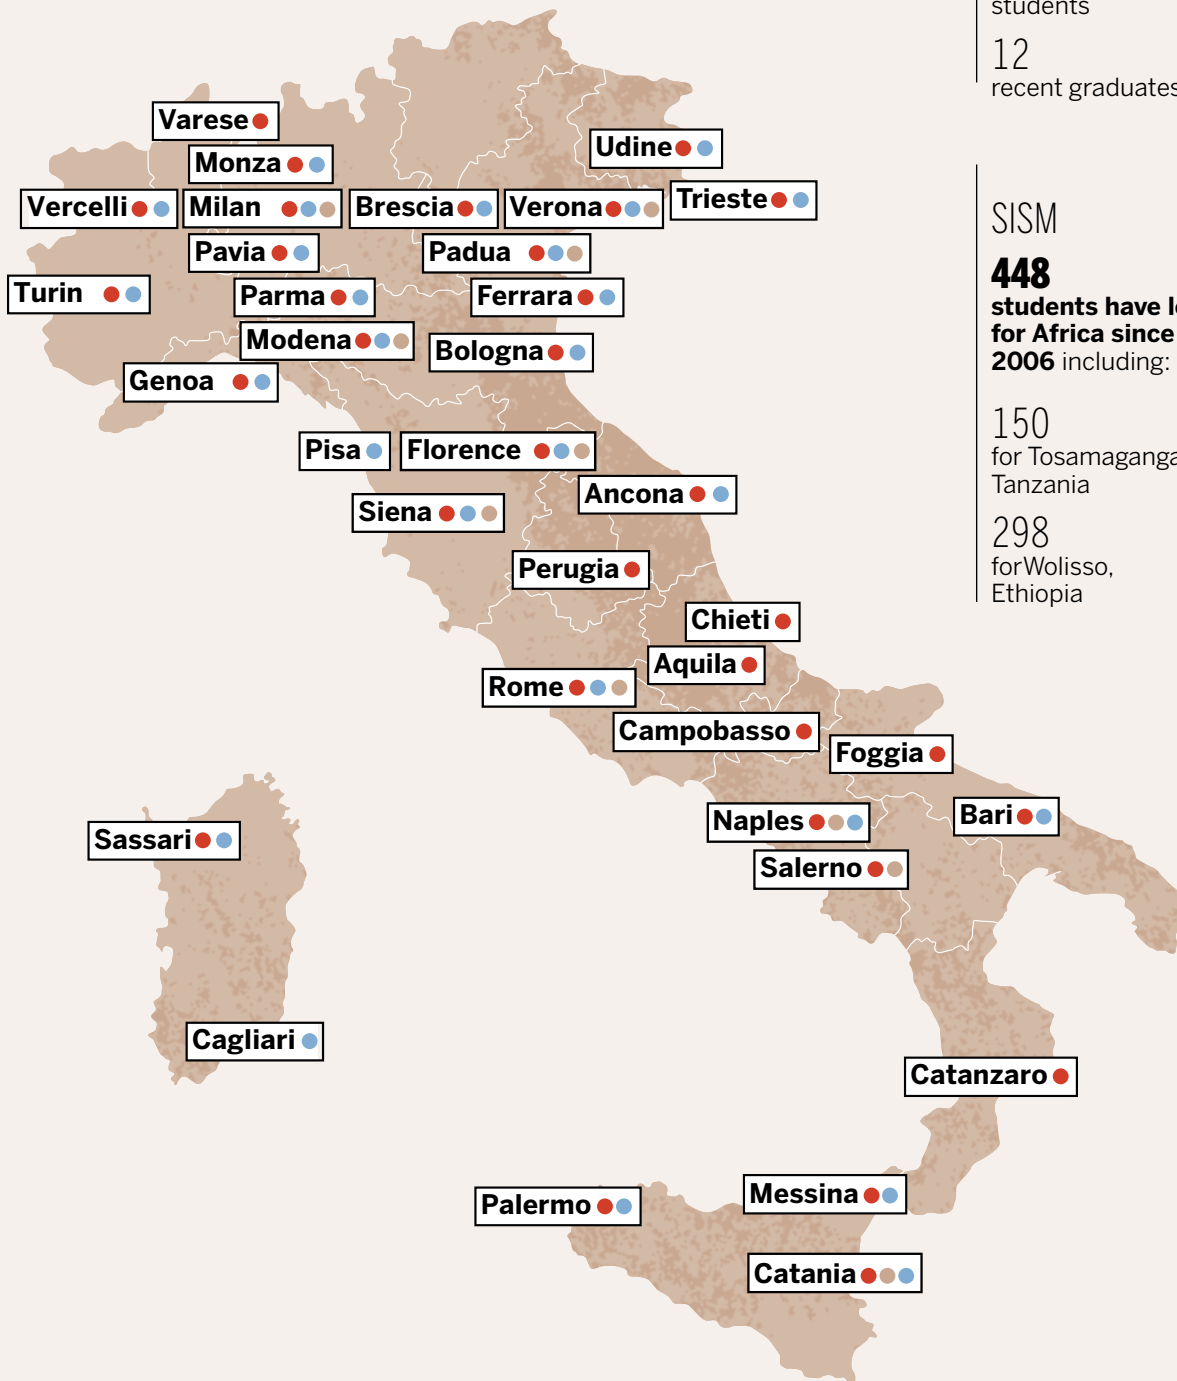 students
12
recent graduates
Varese
Monza
Udine
Vercelli
Milan
Brescia
Verona
Trieste
Pavia
Padua
Turin
Parma
Ferrara
Modena
Bologna
Genoa
Pisa
Florence
Ancona
Siena
Perugia
Chieti
Aquila
Rome
Campobasso
Foggia
Naples
Bari
Sassari
Salerno
Cagliari
Catanzaro
Palermo
Messina
Catania
SISM
448
students have
for Africa since
2006 including:
150
for Tosamaganga
Tanzania
298
forWolisso,
Ethiopia